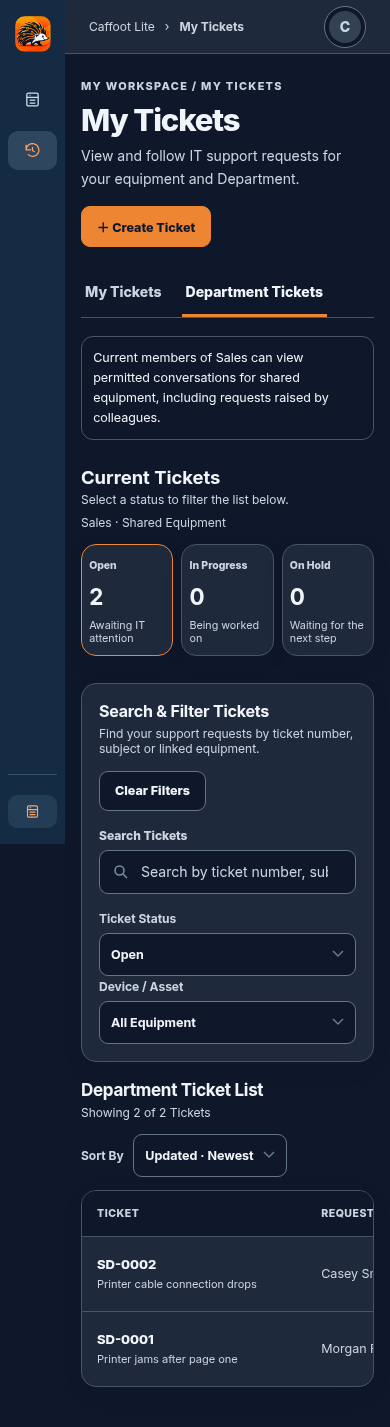 Caffoot Lite › My Tickets
C
MY WORKSPACE / MY TICKETS
My Tickets
View and follow IT support requests for
your equipment and Department.
+ Create Ticket
My Tickets
Department Tickets
Current members of Sales can view
permitted conversations for shared
equipment, including requests raised by
colleagues.
Current Tickets
Select a status to filter the list below.
Sales · Shared Equipment
Open
2
Awaiting IT
attention
In Progress
0
Being worked
on
On Hold
0
Waiting for the
next step
Search & Filter Tickets
Find your support requests by ticket number,
subject or linked equipment.
Clear Filters
Search Tickets
Search by ticket number,
Ticket Status
Open
Device / Asset
All Equipment
Department Ticket List
Showing 2 of 2 Tickets
Sort By
Updated · Newest
TICKET
REQUEST
SD-0002
Printer cable connection drops
Casey
SD-0001
Printer jams after page one
Morgan